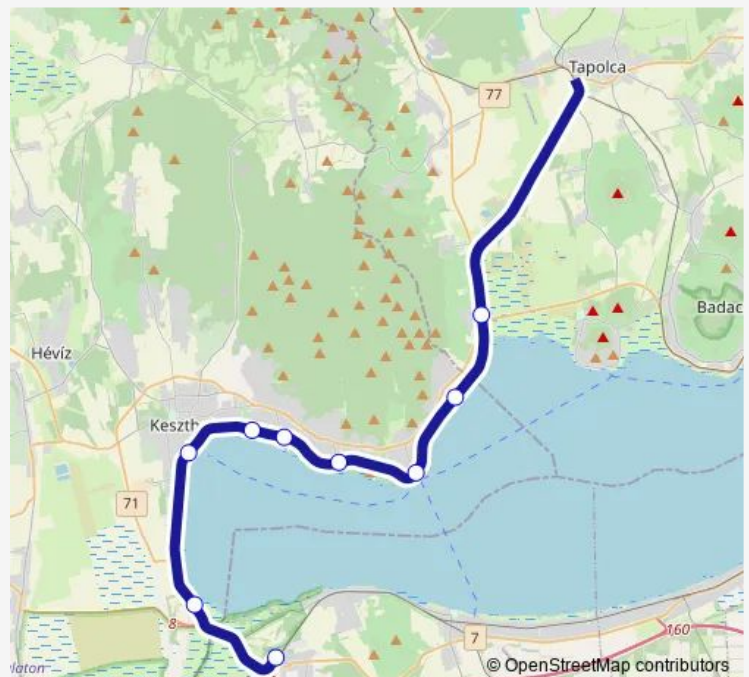 Tapolca
77
Badac
Hévíz
Keszth
71
8
7
160
laton
© OpenStreetMap contributors